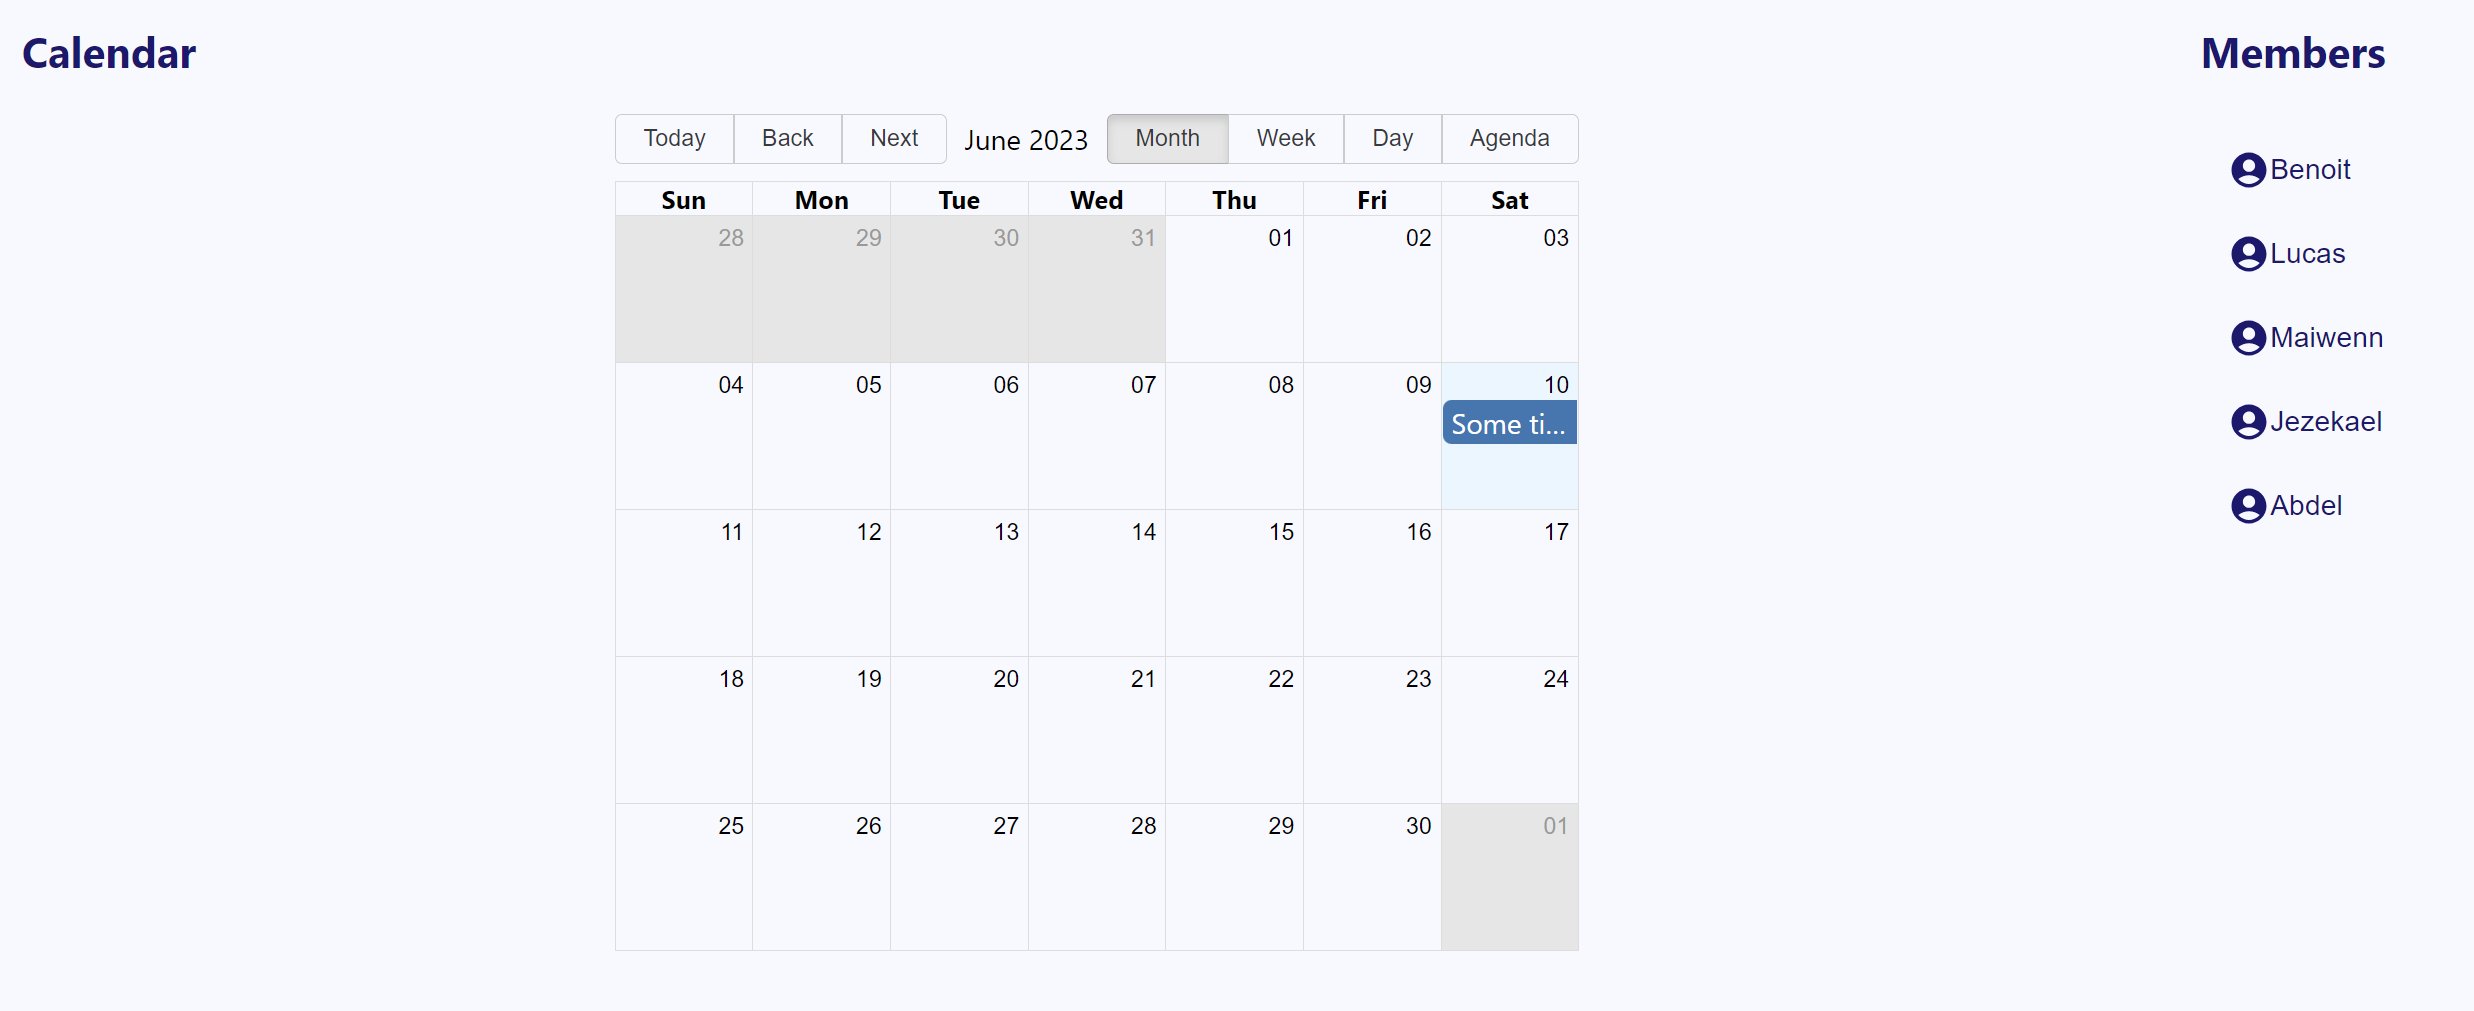 Calendar
Members
Today Back Next June 2023 Month Week Day Agenda
Sun Mon Tue Wed Thu Fri Sat
28 29 30 31 01 02 03
04 05 06 07 08 09 10
Some ti...
11 12 13 14 15 16 17
18 19 20 21 22 23 24
25 26 27 28 29 30 01
Benoit
Lucas
Maiwenn
Jezekael
Abdel